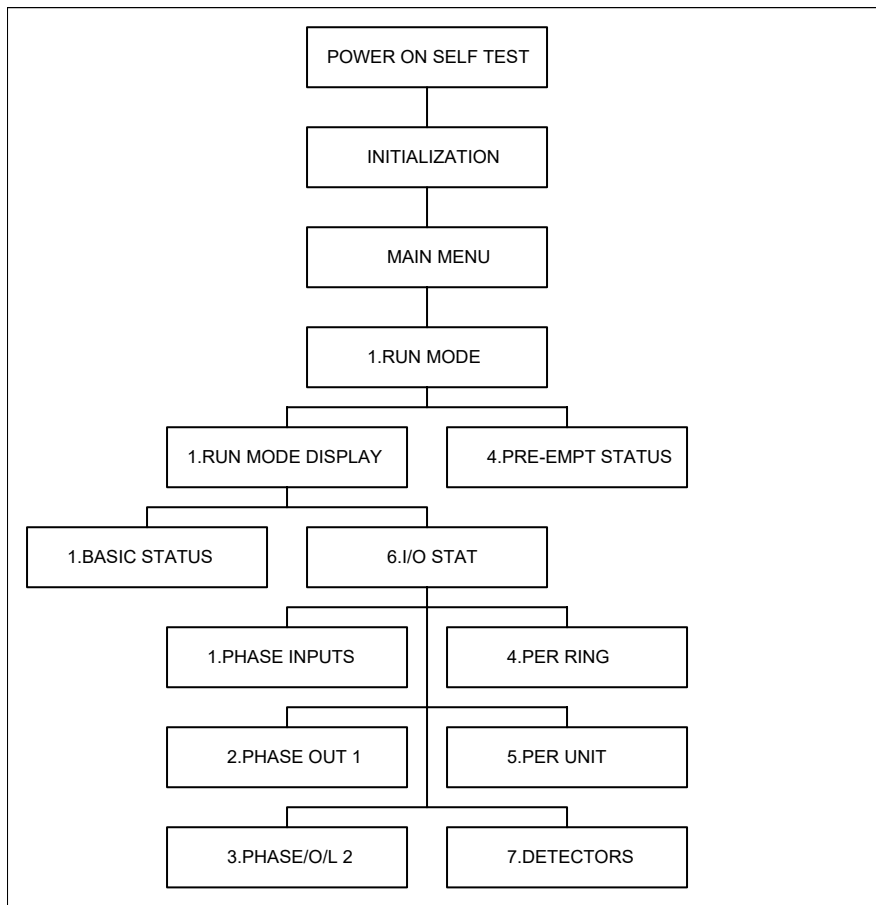 POWER ON SELF TEST
INITIALIZATION
MAIN MENU
1.RUN MODE
1.RUN MODE DISPLAY
4.PRE-EMPT STATUS
1.BASIC STATUS
6.I/O STAT
1.PHASE INPUTS
4.PER RING
2.PHASE OUT 1
5.PER UNIT
3.PHASE/O/L 2
7.DETECTORS